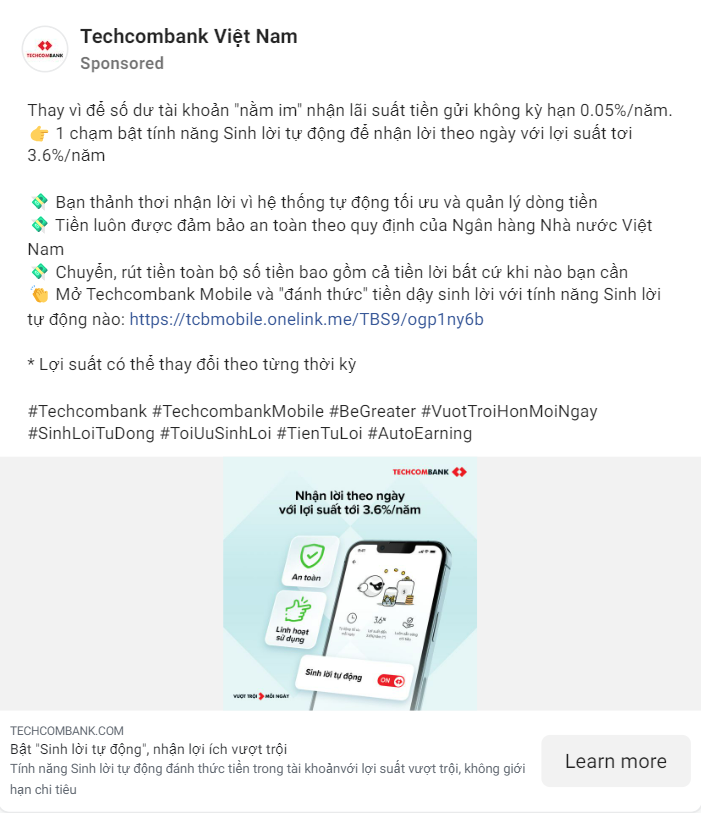 TECHCOMBANK
Techcombank Việt Nam
Sponsored
Thay vì để số dư tài khoản "nằm im" nhận lãi suất tiền gửi không kỳ hạn 0.05%/năm.
👉 1 chạm bật tính năng Sinh lời tự động để nhận lời theo ngày với lợi suất tơi
3.6%/năm
💸 Bạn thảnh thơi nhận lời vì hệ thống tự động tối ưu và quản lý dòng tiền
💸 Tiền luôn được đảm bảo an toàn theo quy định của Ngân hàng Nhà nước Việt
Nam
💸 Chuyển, rút tiền toàn bộ số tiền bao gồm cả tiền lời bất cứ khi nào bạn cần
👏 Mở Techcombank Mobile và "đánh thức" tiền dậy sinh lời với tính năng Sinh lời
tự động nào: https://tcbmobile.onelink.me/TBS9/ogp1ny6b
* Lợi suất có thể thay đổi theo từng thời kỳ
#Techcombank #TechcombankMobile #BeGreater #VuotTroiHonMoiNgay
#SinhLoiTuDong #ToiUuSinhLoi #TienTuLoi #AutoEarning
TECHCOMBANK
Nhận lời theo ngày
với lợi suất tới 3.6%/năm
An toàn
Linh hoạt
sử dụng
3.6%
Sinh lời tự động
ON
VƯỢT TRỘI MỖI NGÀY
TECHCOMBANK.COM
Bật "Sinh lời tự động", nhận lợi ích vượt trội
Tính năng Sinh lời tự động đánh thức tiền trong tài khoảnvới lợi suất vượt trội, không giới
hạn chi tiêu
Learn more